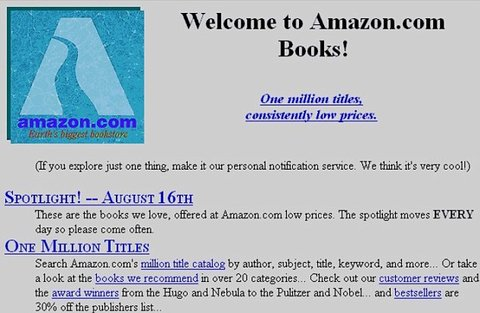 Welcome to Amazon.com
Books!
amazon.com
Earth's biggest bookstore
One million titles,
consistently low prices.
(If you explore just one thing, make it our personal notification service. We think it's very cool!)
SPOTLIGHT! -- AUGUST 16TH
These are the books we love, offered at Amazon.com low prices. The spotlight moves EVERY
day so please come often.
ONE MILLION TITLES
Search Amazon.com's million title catalog by author, subject, title, keyword, and more... Or take
a look at the books we recommend in over 20 categories... Check out our customer reviews and
the award winners from the Hugo and Nebula to the Pulitzer and Nobel... and bestsellers are
30% off the publishers list...